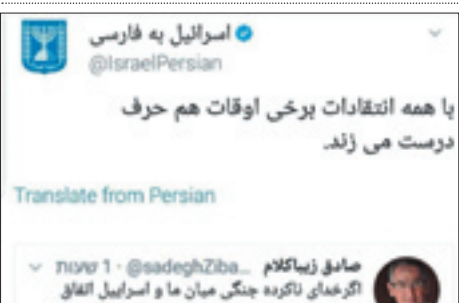 اسرائیل به فارسی
@IsraelPersian
با همه انتقادات برخی اوقات هم حرف
درست می زند.
Translate from Persian
صادق زیباکلام @sadeghZiba... · 1 שעות
اگرخدای ناکرده جنگی میان ما و اسراییل اتفاق